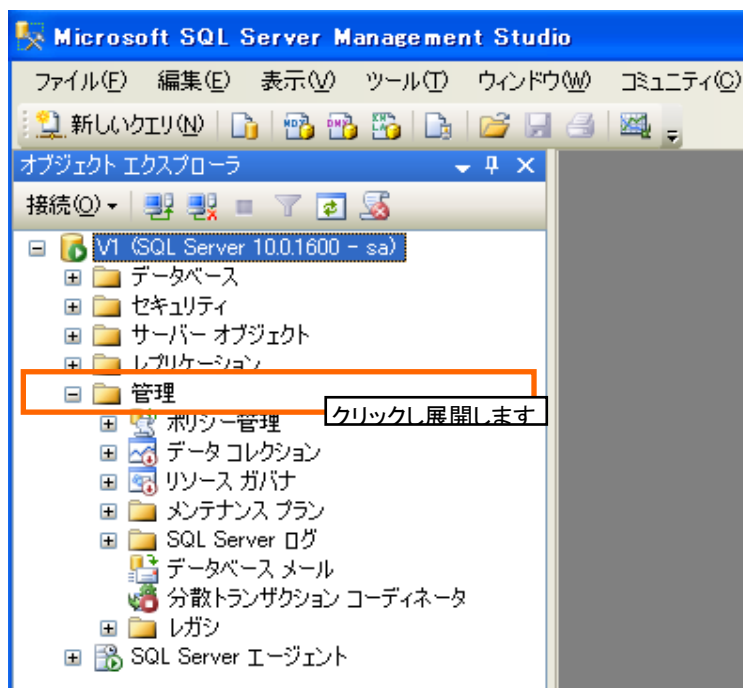 Microsoft SQL Server Management Studio
ファイル(F) 編集(E) 表示(V) ツール(T) ウィンドウ(W) コミュニティ(C)
新しいクエリ(N)
オブジェクト エクスプローラ
接続(O)
V1 (SQL Server 10.0.1600 - sa)
データベース
セキュリティ
サーバー オブジェクト
レプリケーション
管理
クリックし展開します
ポリシー管理
データ コレクション
リソース ガバナ
メンテナンス プラン
SQL Server ログ
データベース メール
分散トランザクション コーディネータ
レガシ
SQL Server エージェント